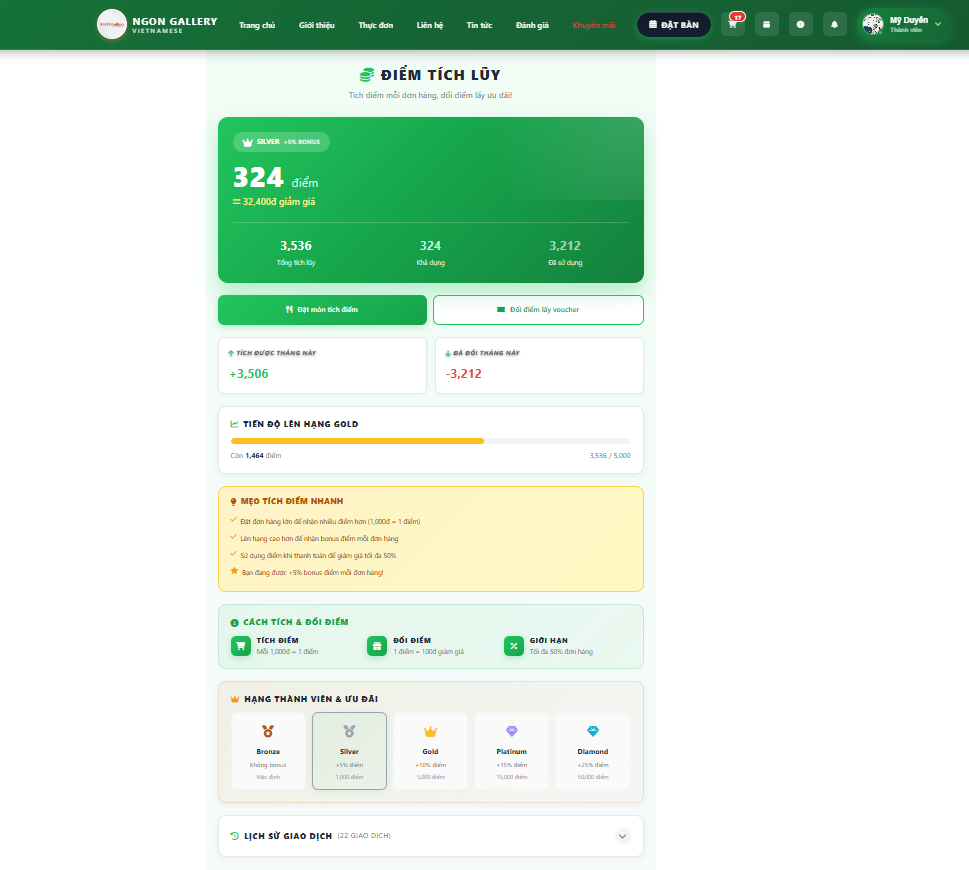 NGON GALLERY
VIETNAMESE
Trang chủ
Giới thiệu
Thực đơn
Liên hệ
Tin tức
Đánh giá
Khuyến mãi
ĐẶT BÀN
17
Mỹ Duyên
Thành viên
ĐIỂM TÍCH LŨY
Tích điểm mỗi đơn hàng, đổi điểm lấy ưu đãi!
SILVER +5% BONUS
324 điểm
= 32,400đ giảm giá
3,536
Tổng tích lũy
324
Khả dụng
3,212
Đã sử dụng
Đặt món tích điểm
Đổi điểm lấy voucher
TÍCH ĐƯỢC THÁNG NÀY
+3,506
ĐÃ ĐỔI THÁNG NÀY
-3,212
TIẾN ĐỘ LÊN HẠNG GOLD
Còn 1,464 điểm
3,536 / 5,000
MẸO TÍCH ĐIỂM NHANH
Đặt đơn hàng lớn để nhận nhiều điểm hơn (1,000đ = 1 điểm)
Lên hạng cao hơn để nhận bonus điểm mỗi đơn hàng
Sử dụng điểm khi thanh toán để giảm giá tối đa 50%
Bạn đang được +5% bonus điểm mỗi đơn hàng!
CÁCH TÍCH & ĐỔI ĐIỂM
TÍCH ĐIỂM
Mỗi 1,000đ = 1 điểm
ĐỔI ĐIỂM
1 điểm = 100đ giảm giá
GIỚI HẠN
Tối đa 50% đơn hàng
HẠNG THÀNH VIÊN & ƯU ĐÃI
Bronze
Không bonus
Mặc định
Silver
+5% điểm
1,000 điểm
Gold
+10% điểm
5,000 điểm
Platinum
+15% điểm
15,000 điểm
Diamond
+25% điểm
50,000 điểm
LỊCH SỬ GIAO DỊCH (22 GIAO DỊCH)